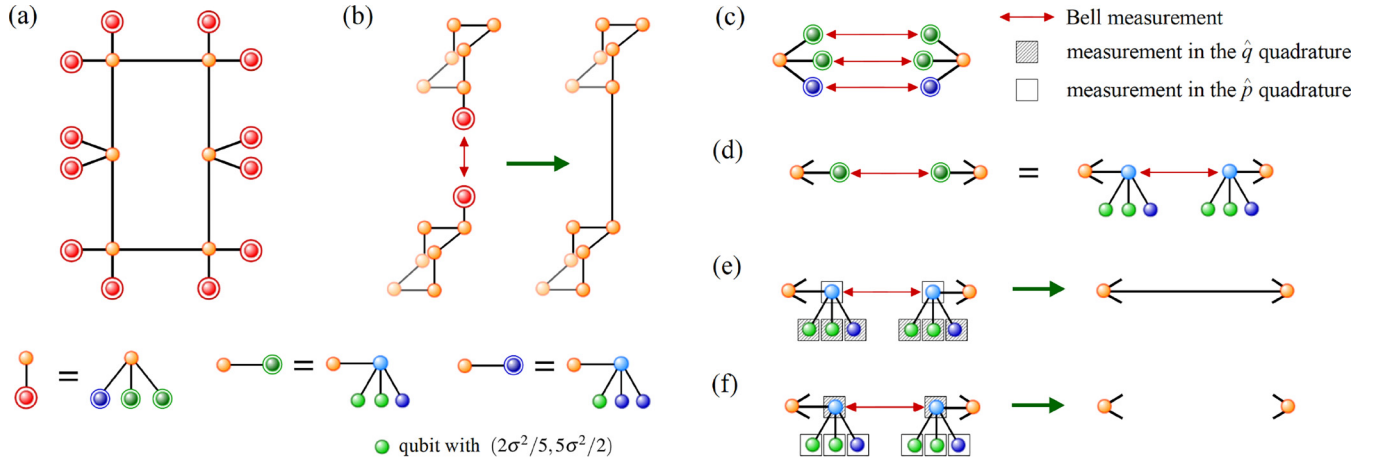 (a)
(b)
(c)
Bell measurement
measurement in the q̂ quadrature
measurement in the p̂ quadrature
(d)
=
(e)
(f)
=
=
=
qubit with (2σ²/5, 5σ²/2)